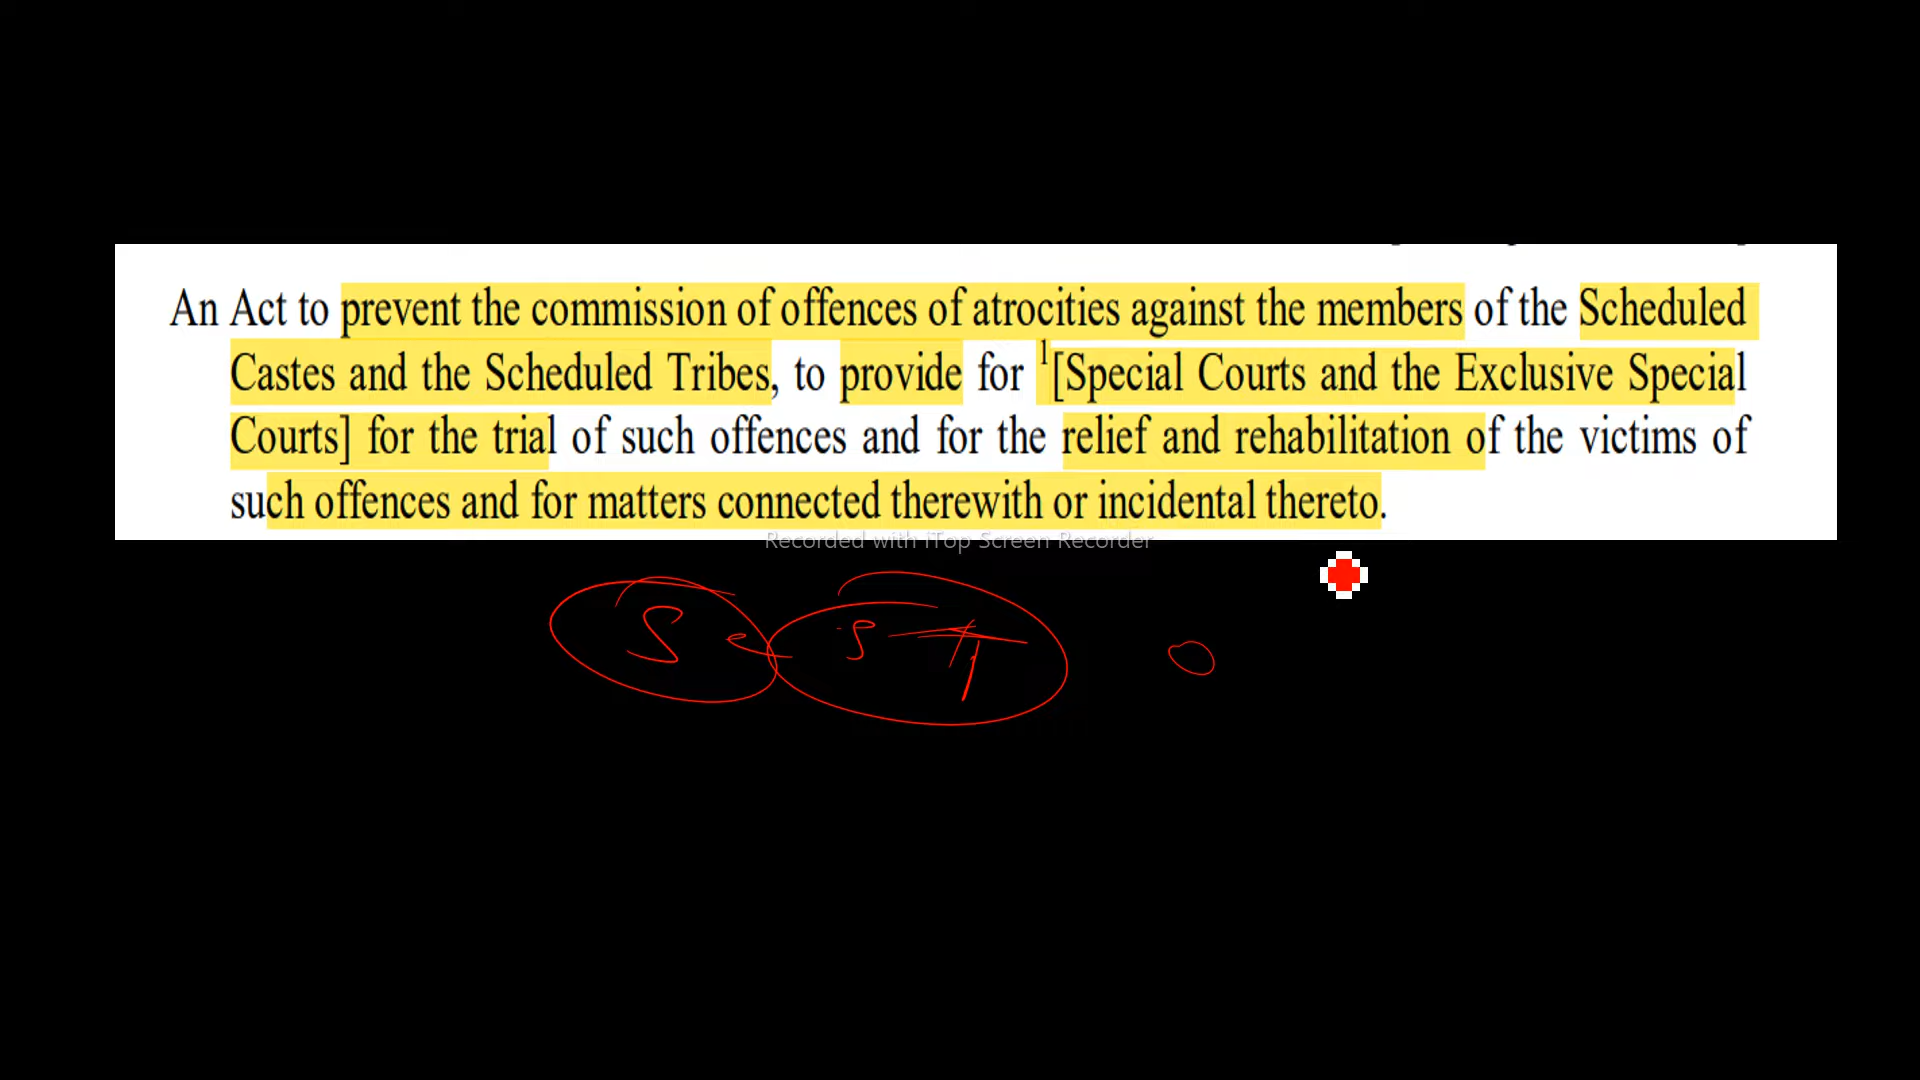 An Act to prevent the commission of offences of atrocities against the members of the Scheduled
Castes and the Scheduled Tribes, to provide for ¹[Special Courts and the Exclusive Special
Courts] for the trial of such offences and for the relief and rehabilitation of the victims of
such offences and for matters connected therewith or incidental thereto.
Recorded with iTop Screen Recorder
Sc ST